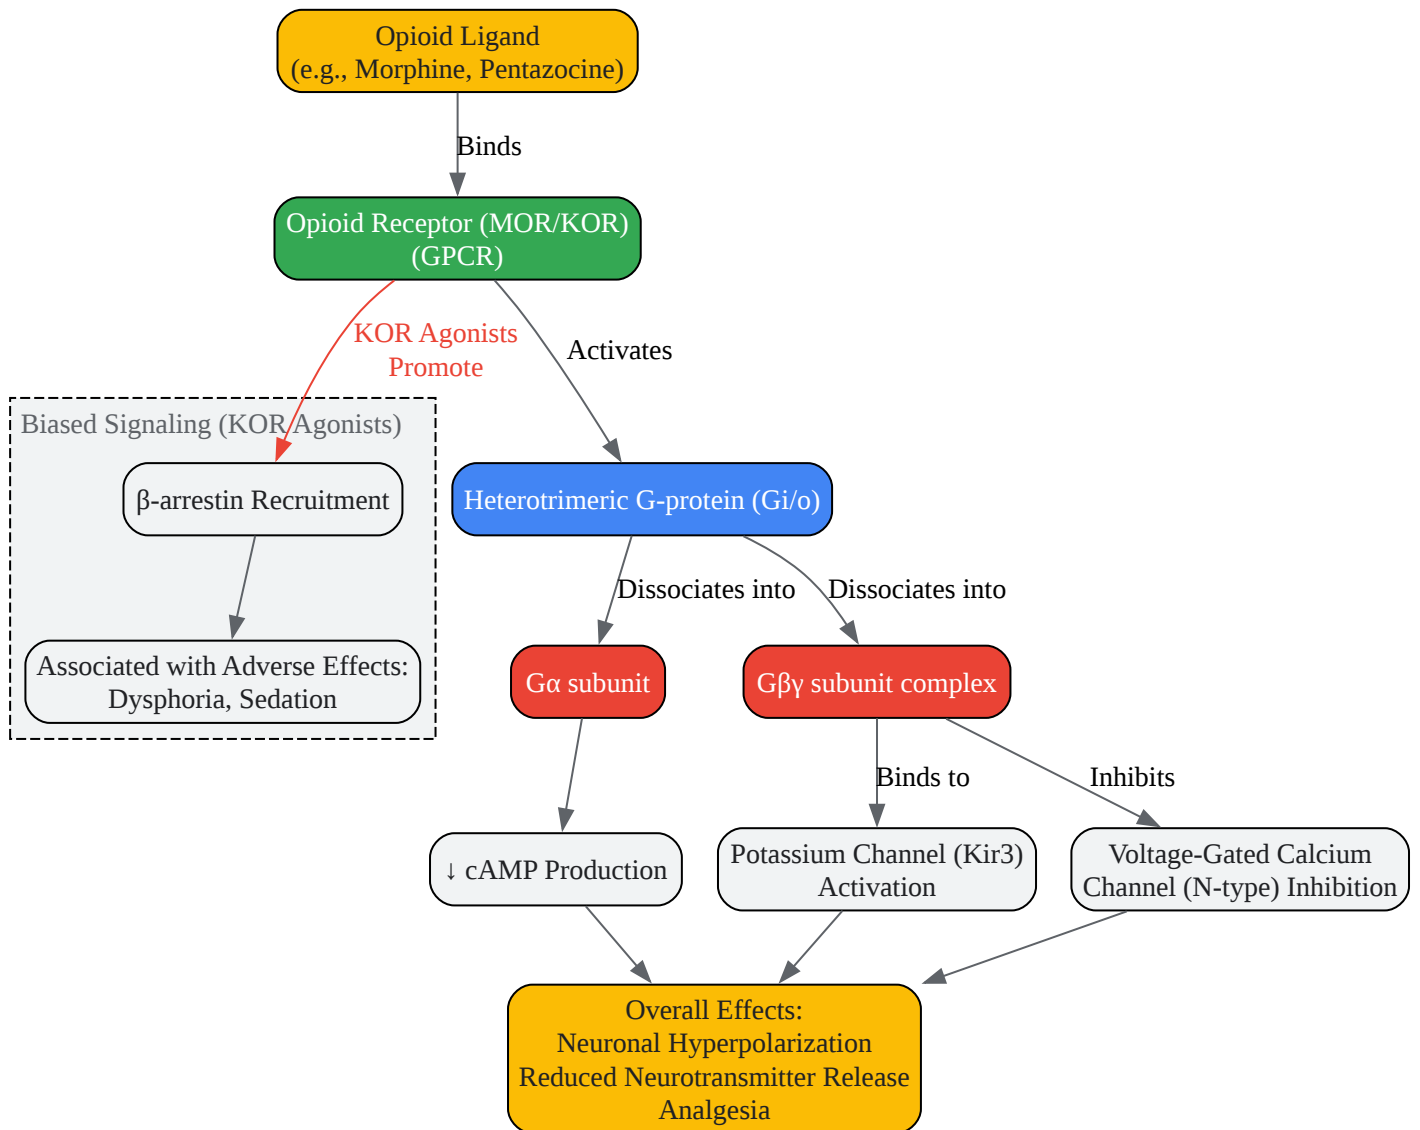 Opioid Ligand
(e.g., Morphine, Pentazocine)
Binds
Opioid Receptor (MOR/KOR)
(GPCR)
KOR Agonists
Promote
Activates
Biased Signaling (KOR Agonists)
β-arrestin Recruitment
Heterotrimeric G-protein (Gi/o)
Dissociates into
Dissociates into
Associated with Adverse Effects:
Dysphoria, Sedation
Gα subunit
Gβγ subunit complex
Binds to
Inhibits
↓ cAMP Production
Potassium Channel (Kir3)
Activation
Voltage-Gated Calcium
Channel (N-type) Inhibition
Overall Effects:
Neuronal Hyperpolarization
Reduced Neurotransmitter Release
Analgesia